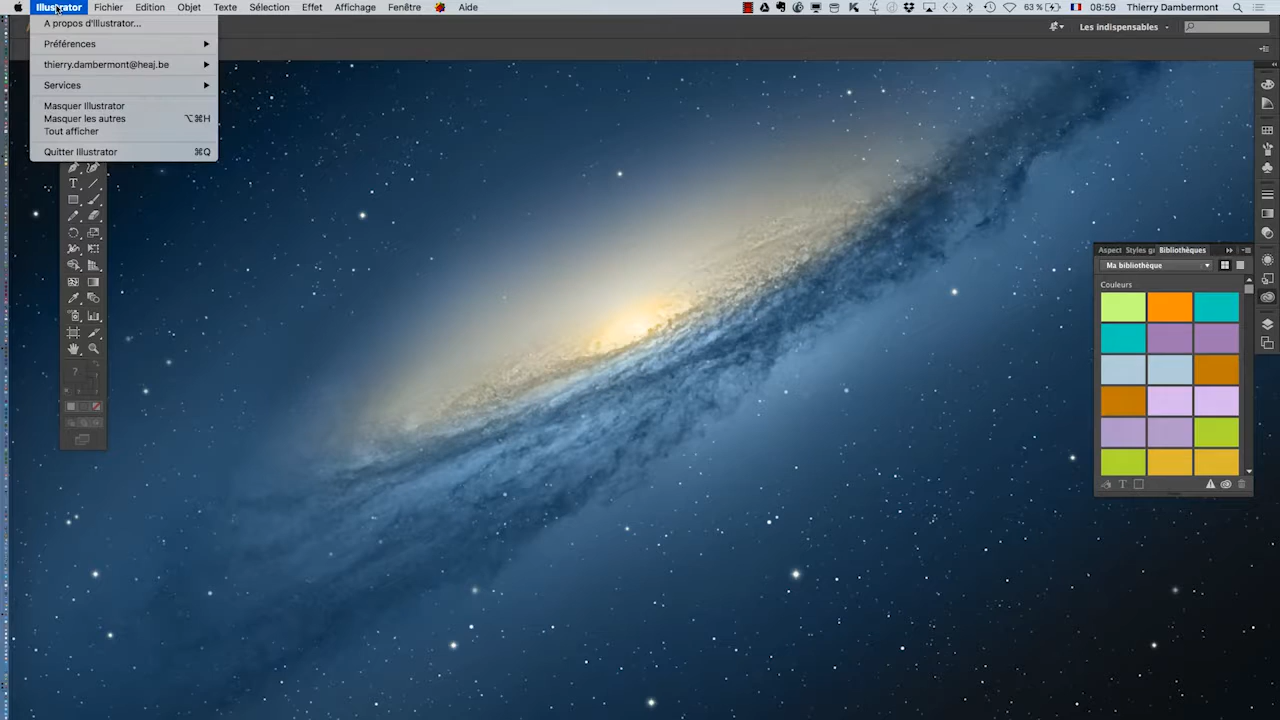 Illustrator Fichier Edition Objet Texte Sélection Effet Affichage Fenêtre Aide 63 % 08:59 Thierry Dambermont
A propos d'Illustrator...
Préférences
thierry.dambermont@heaj.be
Services
Masquer Illustrator
Masquer les autres ⌥⌘H
Tout afficher
Quitter Illustrator ⌘Q
Les indispensables
Aspect Styles g Bibliothèques
Ma bibliothèque
Couleurs